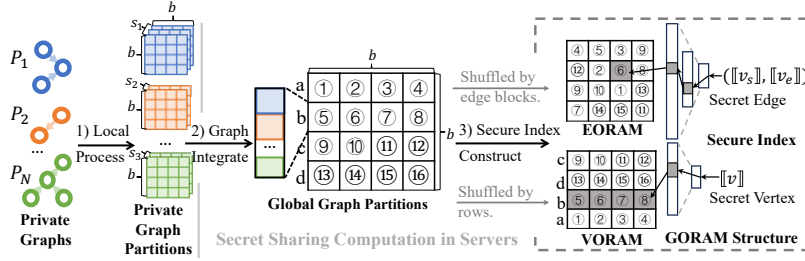 P1
P2
...
PN
Private
Graphs
1) Local
Process
b
s1
b
s2
b
...
s3
b
Private
Graph
Partitions
2) Graph
Integrate
...
b
a ① ② ③ ④
b ⑤ ⑥ ⑦ ⑧
c ⑨ ⑩ ⑪ ⑫
d ⑬ ⑭ ⑮ ⑯
b
Global Graph Partitions
Secret Sharing Computation in Servers
Shuffled by
edge blocks.
3) Secure Index
Construct
Shuffled by
rows.
④ ⑤ ③ ⑨
⑫ ② ⑥ ⑧
⑨ ⑩ ① ⑬
⑦ ⑭ ⑮ ⑪
EORAM
(⟦vs⟧, ⟦ve⟧)
Secret Edge
Secure Index
c ⑨ ⑩ ⑪ ⑫
d ⑬ ⑭ ⑮ ⑯
b ⑤ ⑥ ⑦ ⑧
a ① ② ③ ④
VORAM
⟦v⟧
Secret Vertex
GORAM Structure